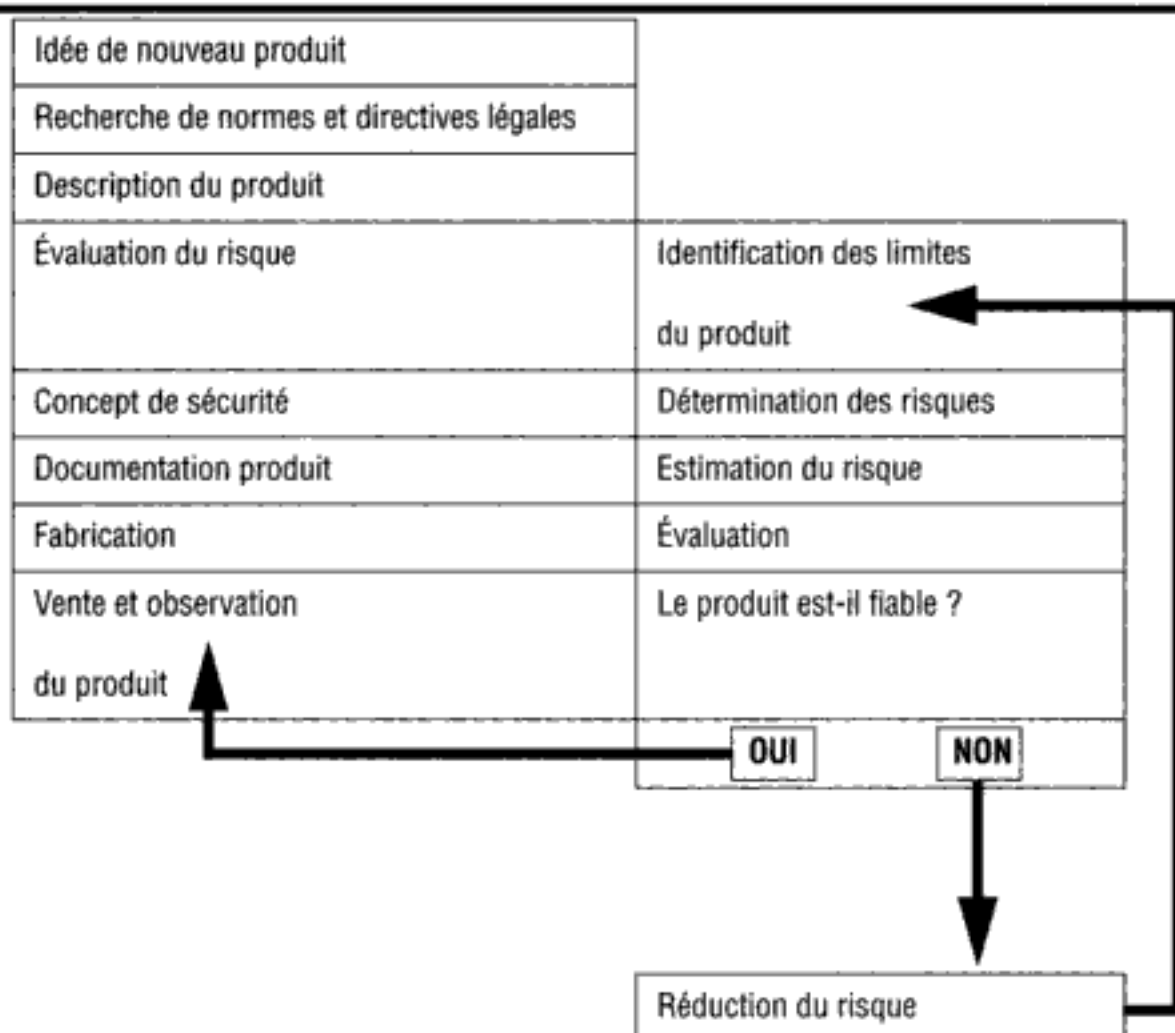 Idée de nouveau produit
Recherche de normes et directives légales
Description du produit
Évaluation du risque
Identification des limites
du produit
Concept de sécurité
Détermination des risques
Documentation produit
Estimation du risque
Fabrication
Évaluation
Vente et observation
du produit
Le produit est-il fiable ?
OUI
NON
Réduction du risque